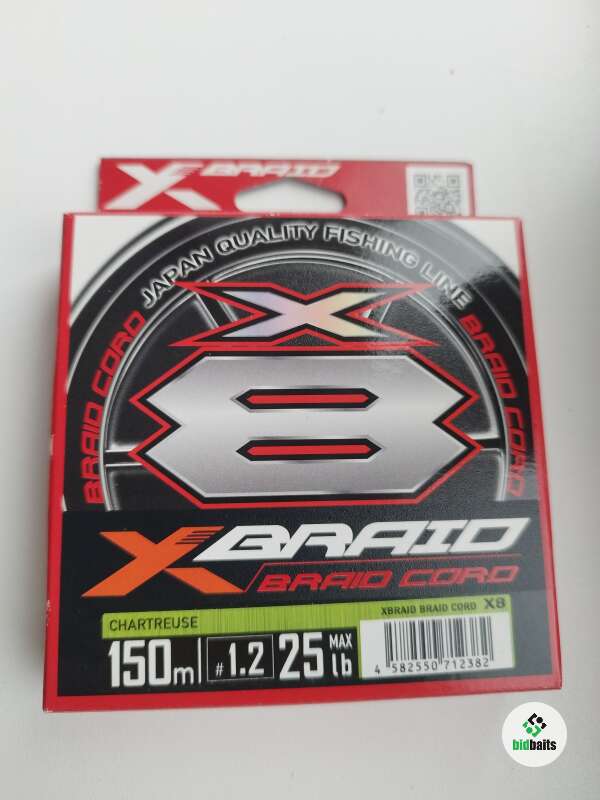 X BRAID
BRAID CORD JAPAN QUALITY FISHING LINE BRAID CORD
X
8
XBRAID
BRAID CORD
CHARTREUSE
XBRAID BRAID CORD X8
150m #1.2 25 MAX lb
4 582550 712382
bidbaits